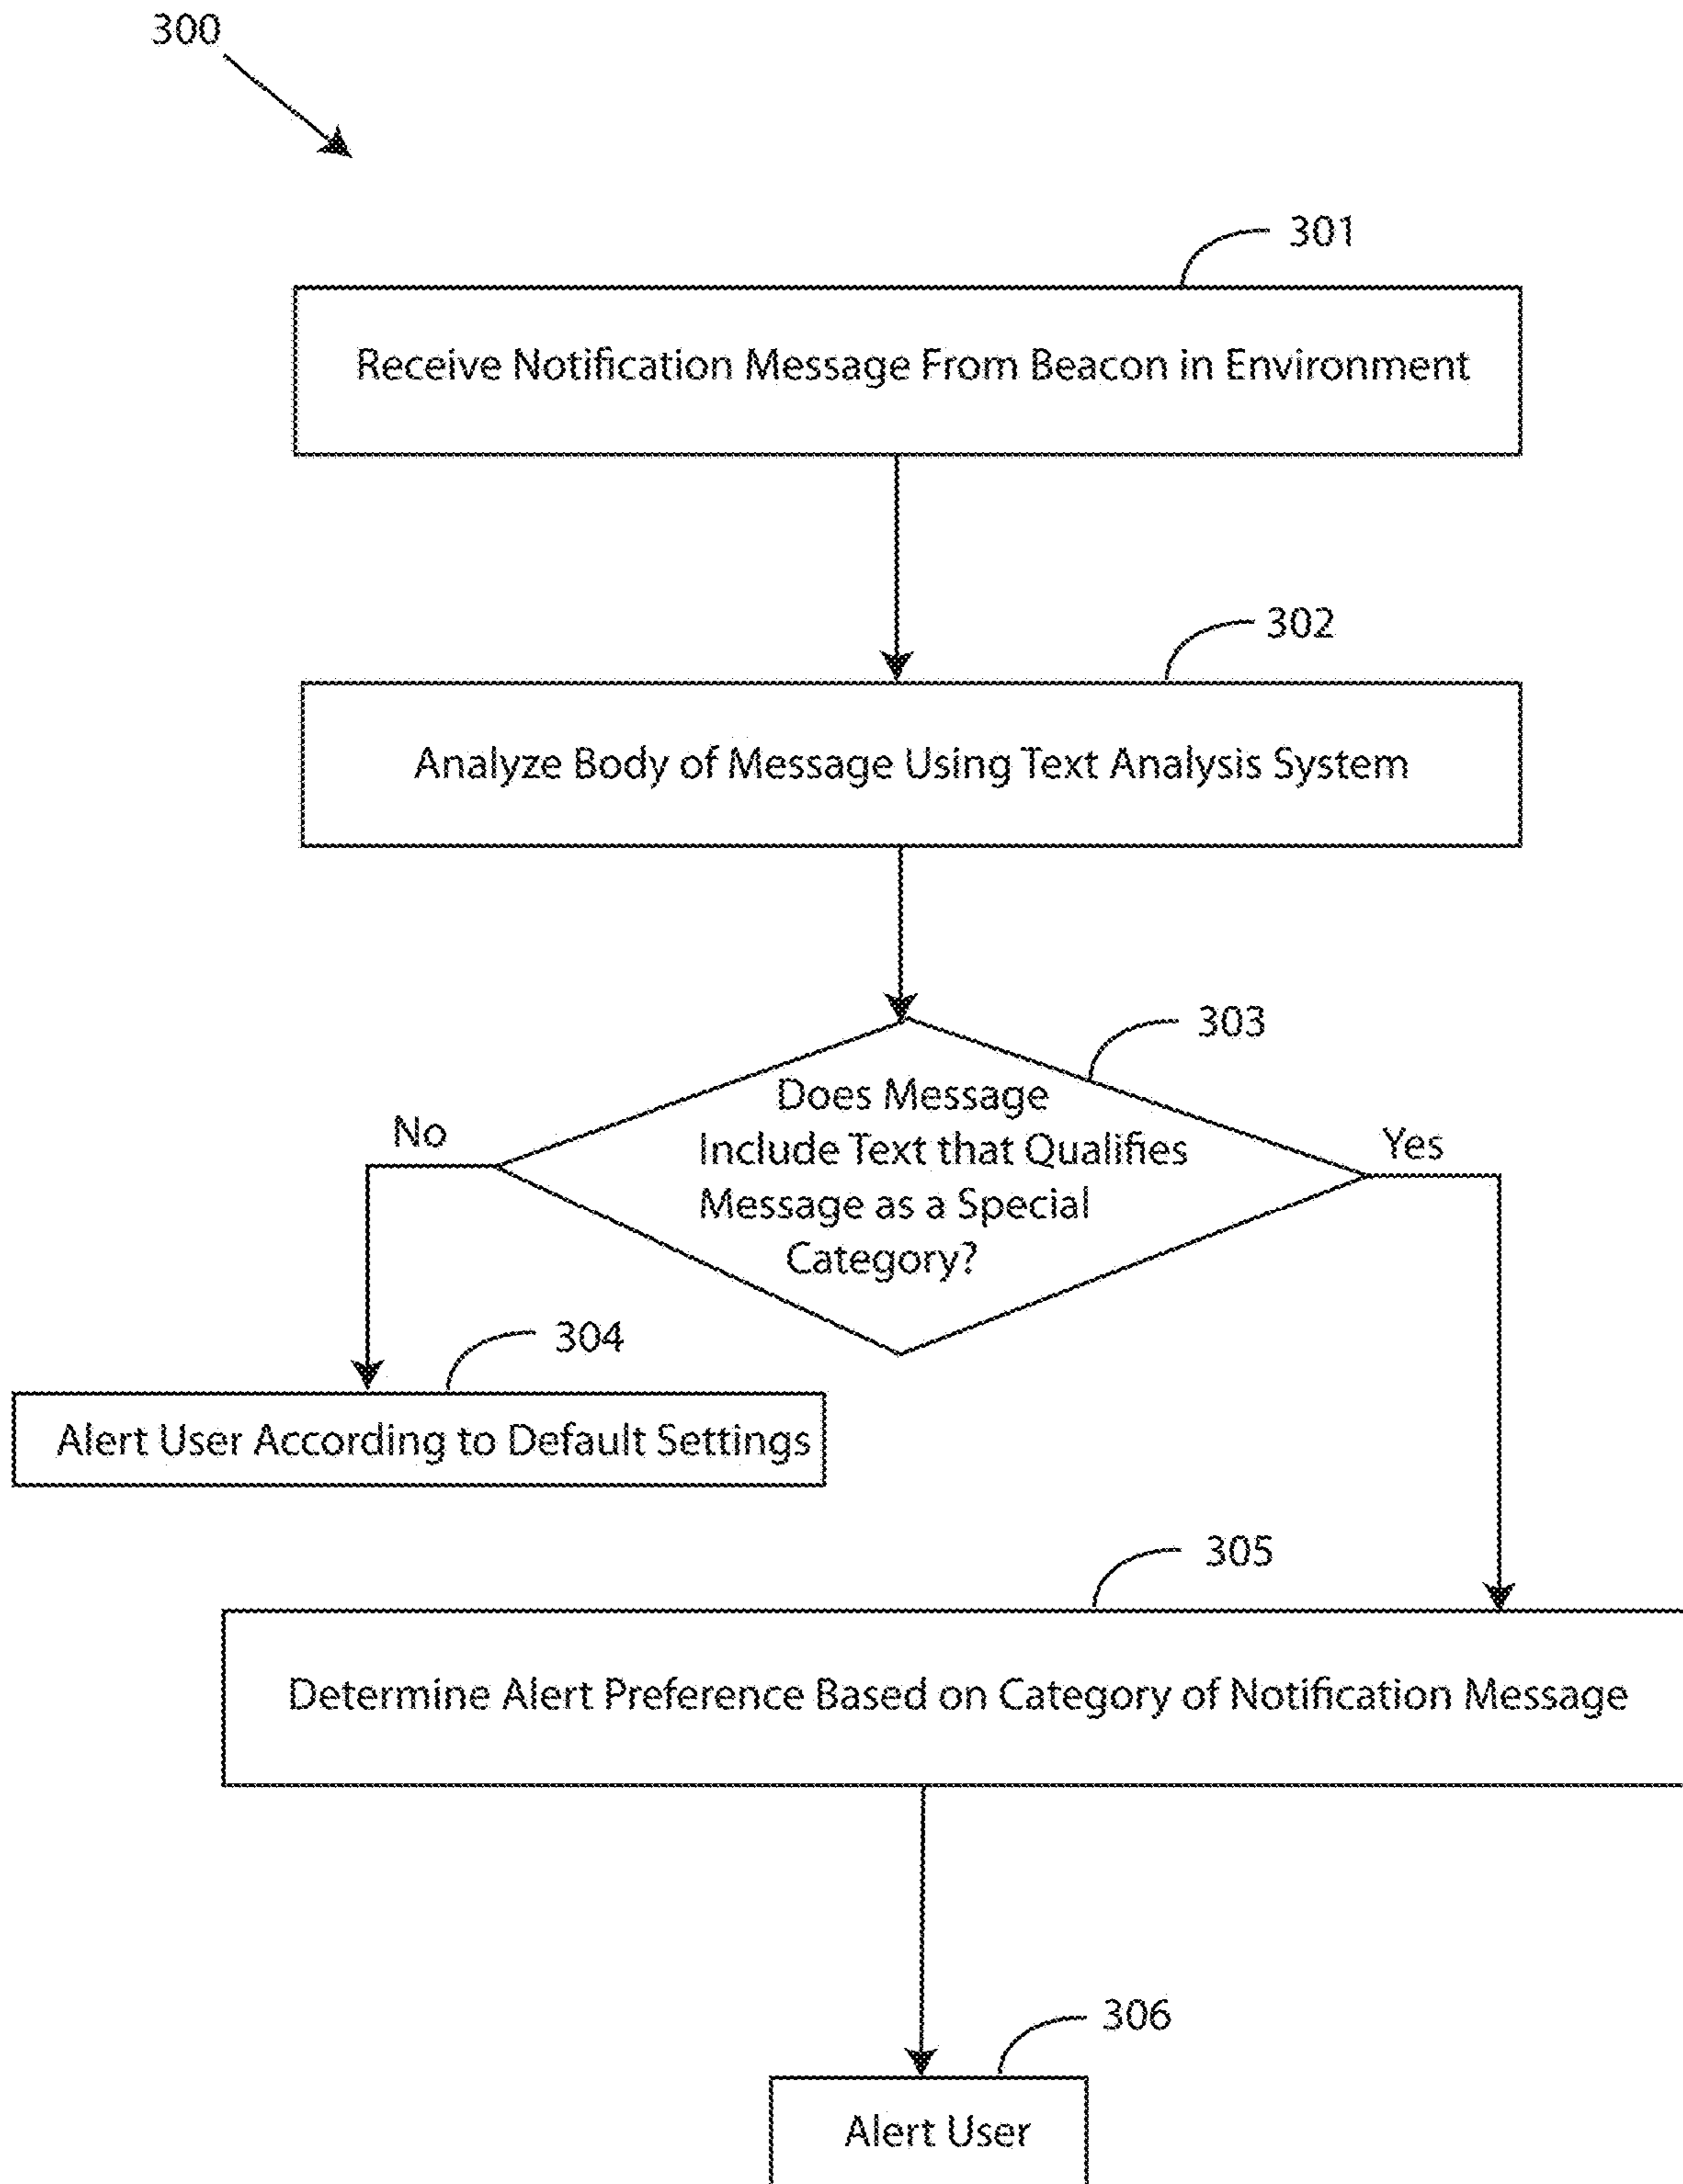 300
301
Receive Notification Message From Beacon in Environment
302
Analyze Body of Message Using Text Analysis System
303
Does Message
Include Text that Qualifies
Message as a Special
Category?
No
Yes
304
Alert User According to Default Settings
305
Determine Alert Preference Based on Category of Notification Message
306
Alert User